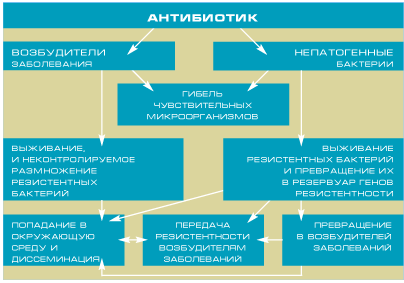 АНТИБИОТИК
ВОЗБУДИТЕЛИ
ЗАБОЛЕВАНИЯ
НЕПАТОГЕННЫЕ
БАКТЕРИИ
ГИБЕЛЬ
ЧУВСТВИТЕЛЬНЫХ
МИКРООРГАНИЗМОВ
ВЫЖИВАНИЕ,
И НЕКОНТРОЛИРУЕМОЕ
РАЗМНОЖЕНИЕ
РЕЗИСТЕНТНЫХ
БАКТЕРИЙ
ВЫЖИВАНИЕ
РЕЗИСТЕНТНЫХ БАКТЕРИЙ
И ПРЕВРАЩЕНИЕ ИХ
В РЕЗЕРВУАР ГЕНОВ
РЕЗИСТЕНТНОСТИ
ПОПАДАНИЕ В
ОКРУЖАЮЩУЮ
СРЕДУ И
ДИССЕМИНАЦИЯ
ПЕРЕДАЧА
РЕЗИСТЕНТНОСТИ
ВОЗБУДИТЕЛЯМ
ЗАБОЛЕВАНИЙ
ПРЕВРАЩЕНИЕ
В ВОЗБУДИТЕЛЕЙ
ЗАБОЛЕВАНИЙ